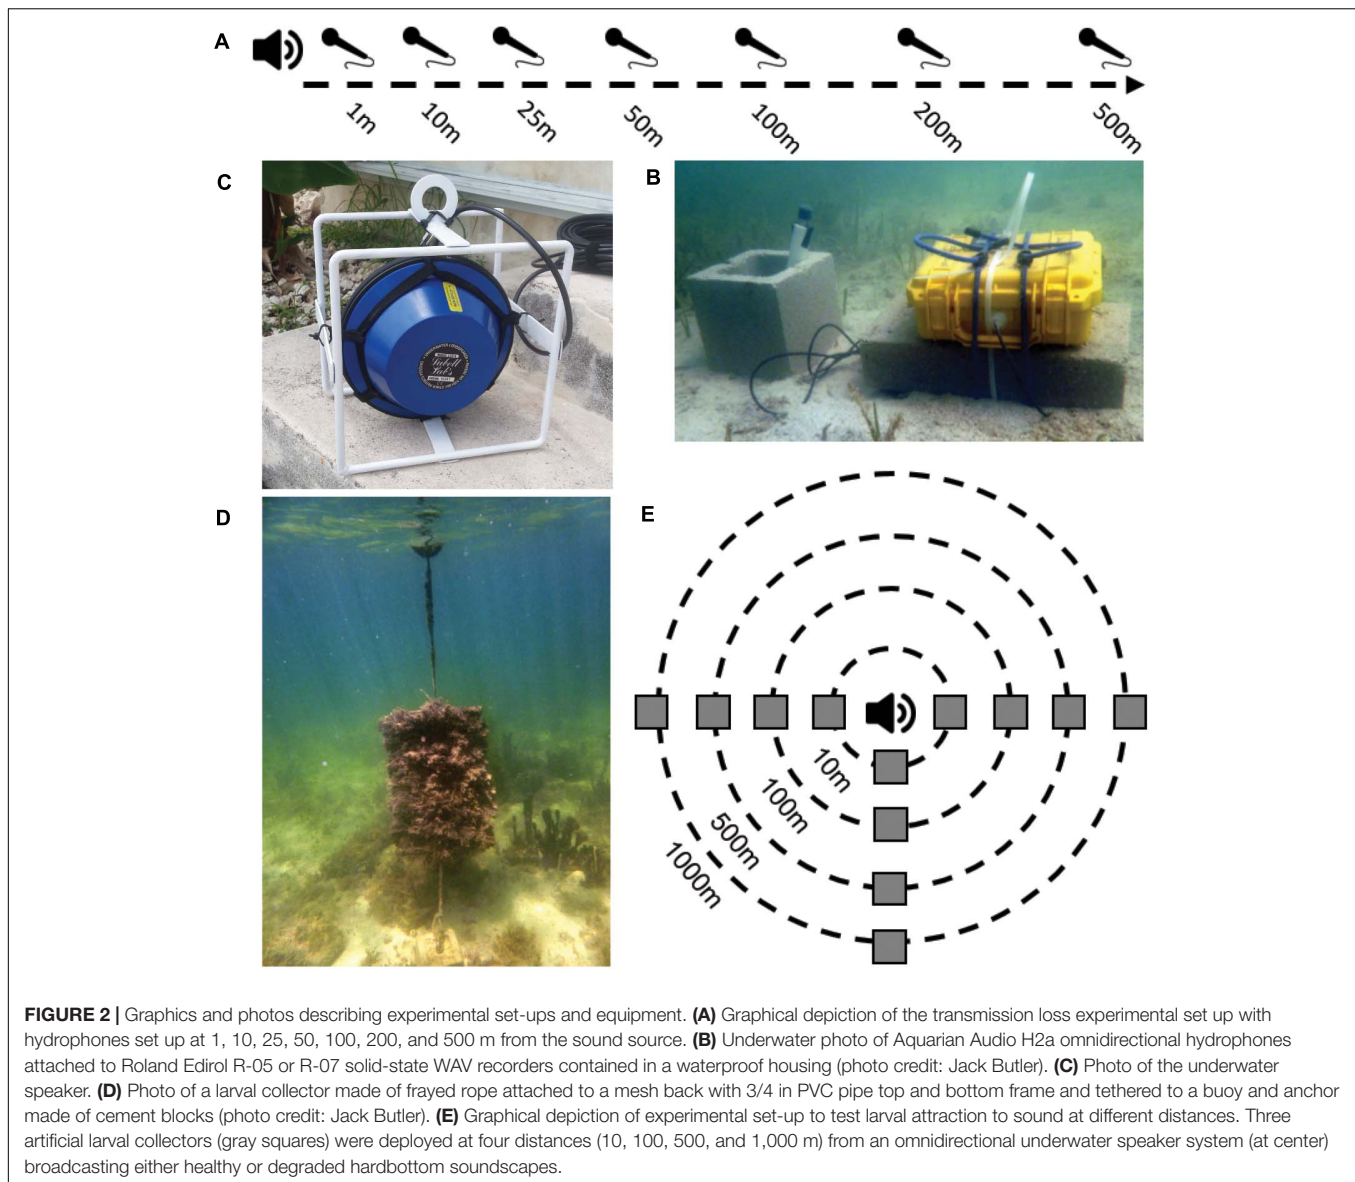 A
1m
10m
25m
50m
100m
200m
500m
C
B
D
E
10m
100m
500m
1000m
FIGURE 2 | Graphics and photos describing experimental set-ups and equipment. (A) Graphical depiction of the transmission loss experimental set up with
hydrophones set up at 1, 10, 25, 50, 100, 200, and 500 m from the sound source. (B) Underwater photo of Aquarian Audio H2a omnidirectional hydrophones
attached to Roland Edirol R-05 or R-07 solid-state WAV recorders contained in a waterproof housing (photo credit: Jack Butler). (C) Photo of the underwater
speaker. (D) Photo of a larval collector made of frayed rope attached to a mesh back with 3/4 in PVC pipe top and bottom frame and tethered to a buoy and anchor
made of cement blocks (photo credit: Jack Butler). (E) Graphical depiction of experimental set-up to test larval attraction to sound at different distances. Three
artificial larval collectors (gray squares) were deployed at four distances (10, 100, 500, and 1,000 m) from an omnidirectional underwater speaker system (at center)
broadcasting either healthy or degraded hardbottom soundscapes.